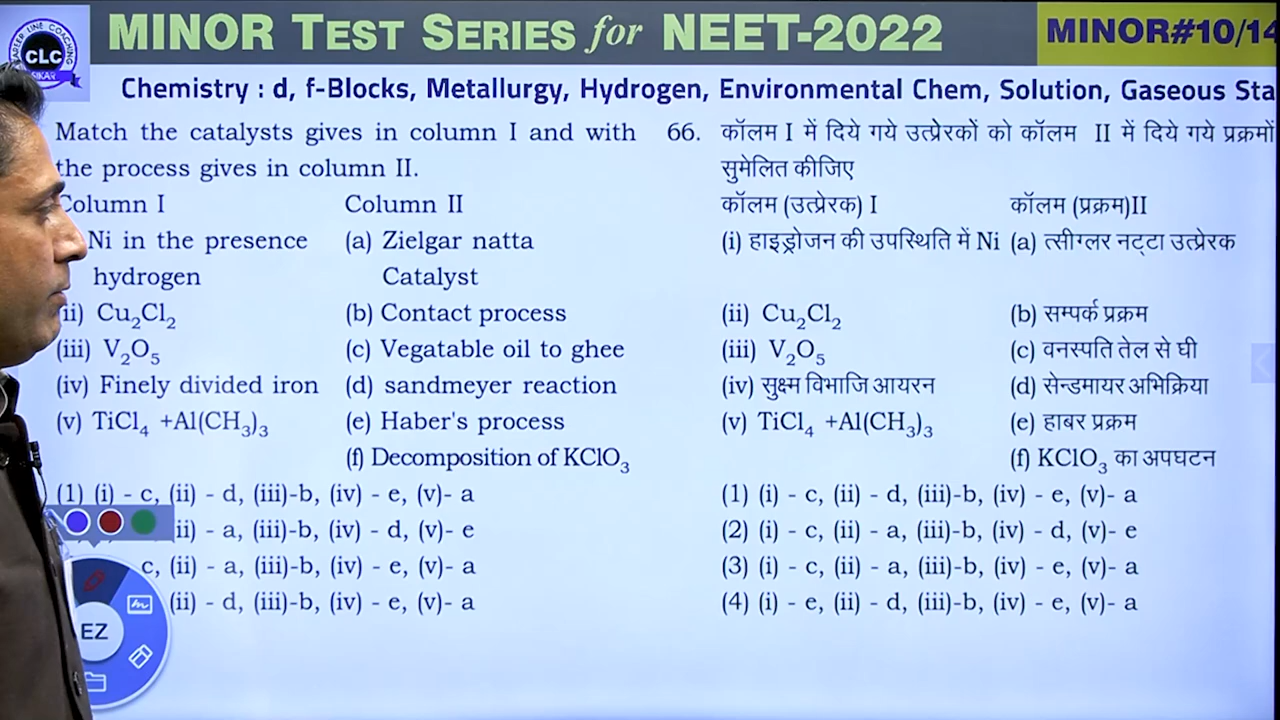 CLC
SIKAR
MINOR TEST SERIES for NEET-2022
MINOR#10/14
Chemistry : d, f-Blocks, Metallurgy, Hydrogen, Environmental Chem, Solution, Gaseous Sta
Match the catalysts gives in column I and with
the process gives in column II.
Column I Column II
Ni in the presence (a) Zielgar natta
hydrogen Catalyst
ii) Cu₂Cl₂ (b) Contact process
(iii) V₂O₅ (c) Vegatable oil to ghee
(iv) Finely divided iron (d) sandmeyer reaction
(v) TiCl₄ +Al(CH₃)₃ (e) Haber's process
(f) Decomposition of KClO₃
(1) (i) - c, (ii) - d, (iii)-b, (iv) - e, (v)- a
ii) - a, (iii)-b, (iv) - d, (v)- e
c, (ii) - a, (iii)-b, (iv) - e, (v)- a
(ii) - d, (iii)-b, (iv) - e, (v)- a
66. कॉलम I में दिये गये उत्प्रेरकों को कॉलम II में दिये गये प्रक्रमों
सुमेलित कीजिए
कॉलम (उत्प्रेरक) I कॉलम (प्रक्रम)II
(i) हाइड्रोजन की उपस्थिति में Ni (a) त्सीग्लर नट्टा उत्प्रेरक
(ii) Cu₂Cl₂ (b) सम्पर्क प्रक्रम
(iii) V₂O₅ (c) वनस्पति तेल से घी
(iv) सुक्ष्म विभाजि आयरन (d) सेन्डमायर अभिक्रिया
(v) TiCl₄ +Al(CH₃)₃ (e) हाबर प्रक्रम
(f) KClO₃ का अपघटन
(1) (i) - c, (ii) - d, (iii)-b, (iv) - e, (v)- a
(2) (i) - c, (ii) - a, (iii)-b, (iv) - d, (v)- e
(3) (i) - c, (ii) - a, (iii)-b, (iv) - e, (v)- a
(4) (i) - e, (ii) - d, (iii)-b, (iv) - e, (v)- a
EZ